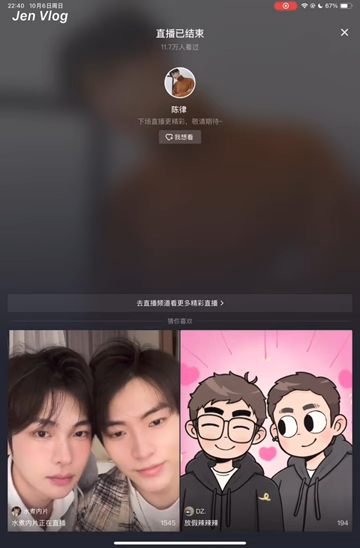 22:40 10月6日周日
67%
Jen Vlog
直播已结束
11.7万人看过
陈律
下场直播更精彩，敬请期待~
我想看
去直播频道看更多精彩直播 >
猜你喜欢
水煮内片
水煮内片正在直播
1545
DZ.
放假辣辣辣
194